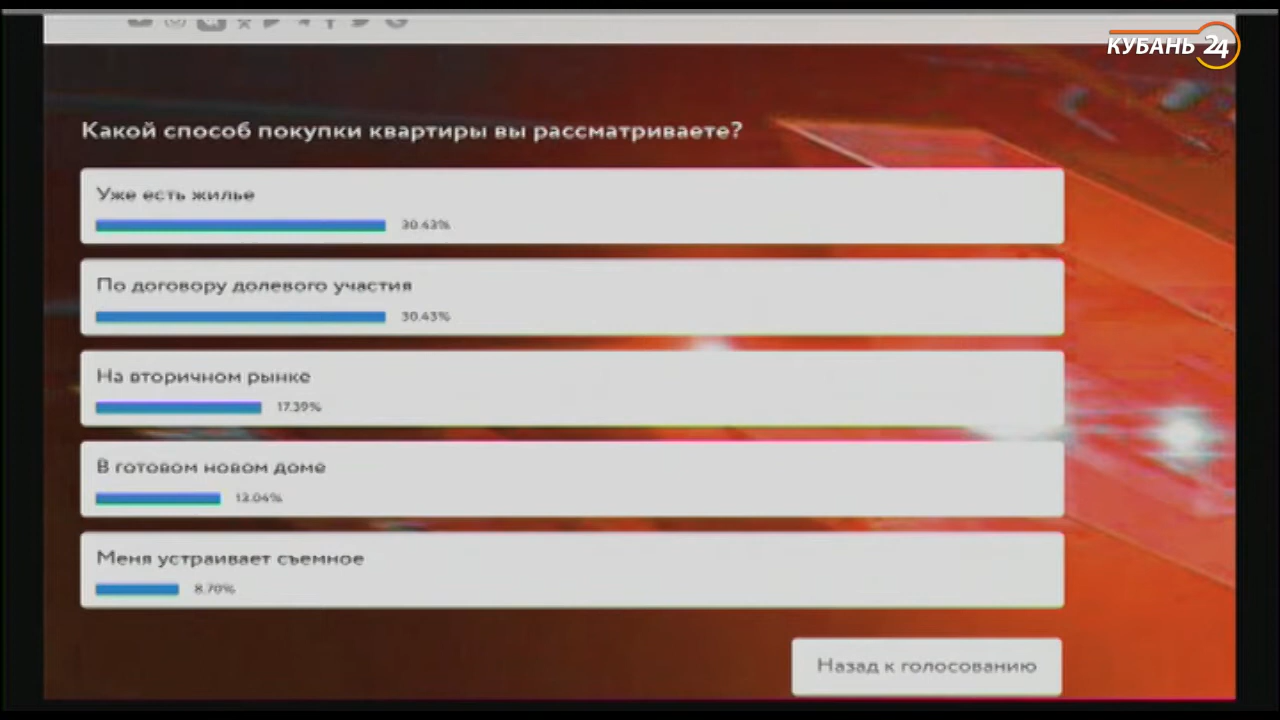 КУБАНЬ 24
Какой способ покупки квартиры вы рассматриваете?
Уже есть жилье
30.43%
По договору долевого участия
30.43%
На вторичном рынке
17.39%
В готовом новом доме
13.04%
Меня устраивает съемное
8.70%
Назад к голосованию